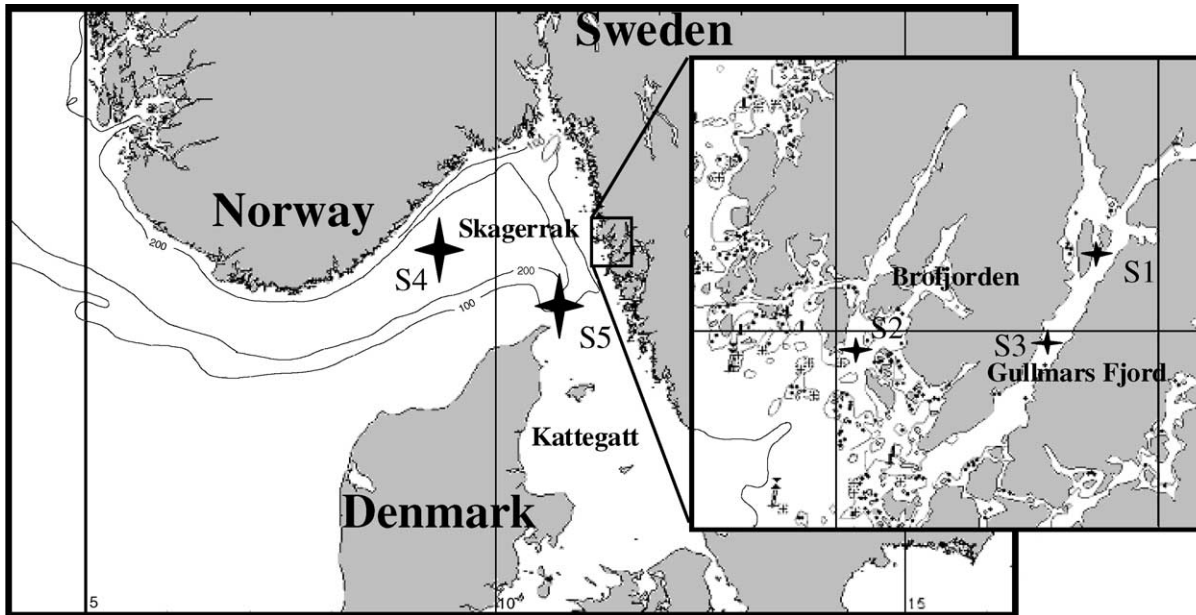 Sweden
Norway
Skagerrak
100
200
S4
200
100
S5
Kattegatt
Denmark
5
10
15
Brofjorden
S1
S2
S3
Gullmars Fjord